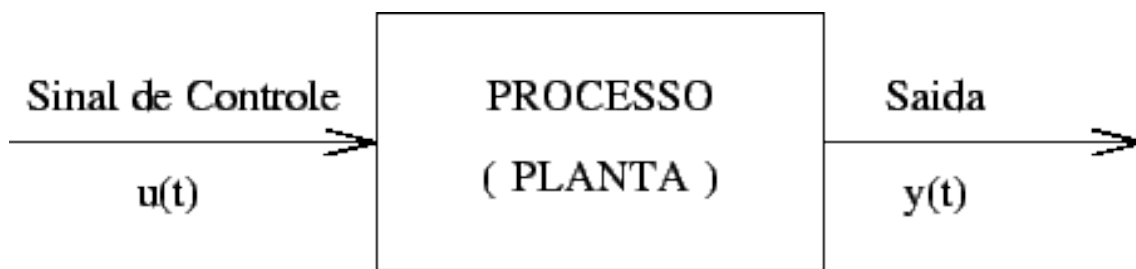 Sinal de Controle
u(t)
PROCESSO
( PLANTA )
Saida
y(t)